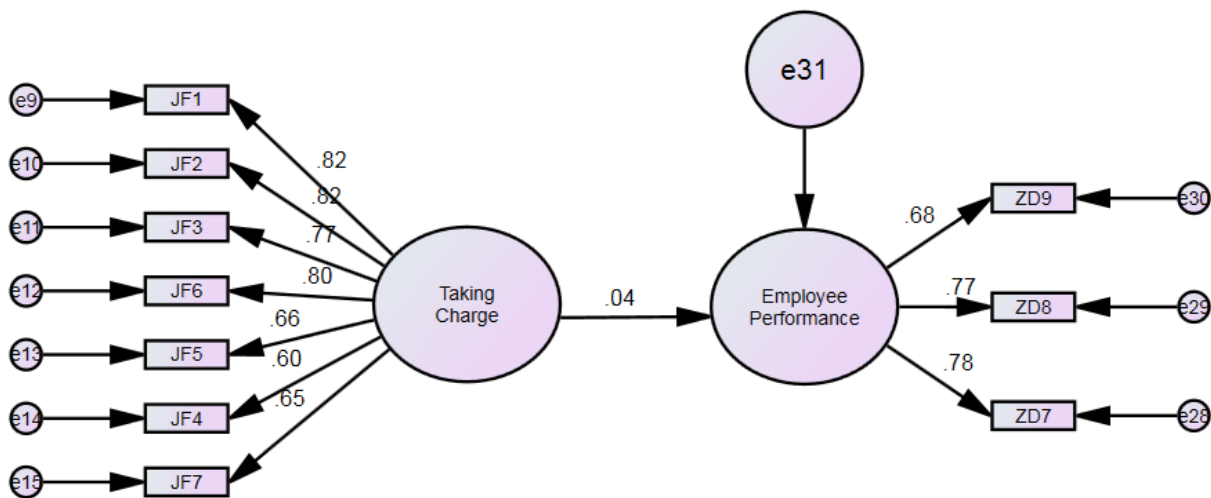 e31
e9
JF1
.82
e10
JF2
.82
e11
JF3
.77
ZD9
e30
.68
e12
JF6
.80
Taking
Charge
.04
Employee
Performance
.77
ZD8
e29
e13
JF5
.66
.60
.78
e14
JF4
.65
ZD7
e28
e15
JF7